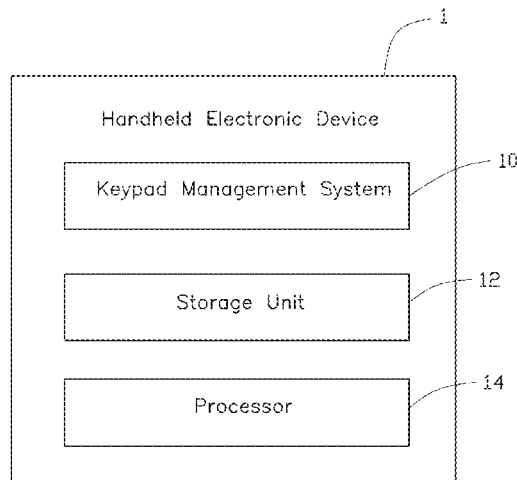 1
Handheld Electronic Device
Keypad Management System
10
Storage Unit
12
Processor
14